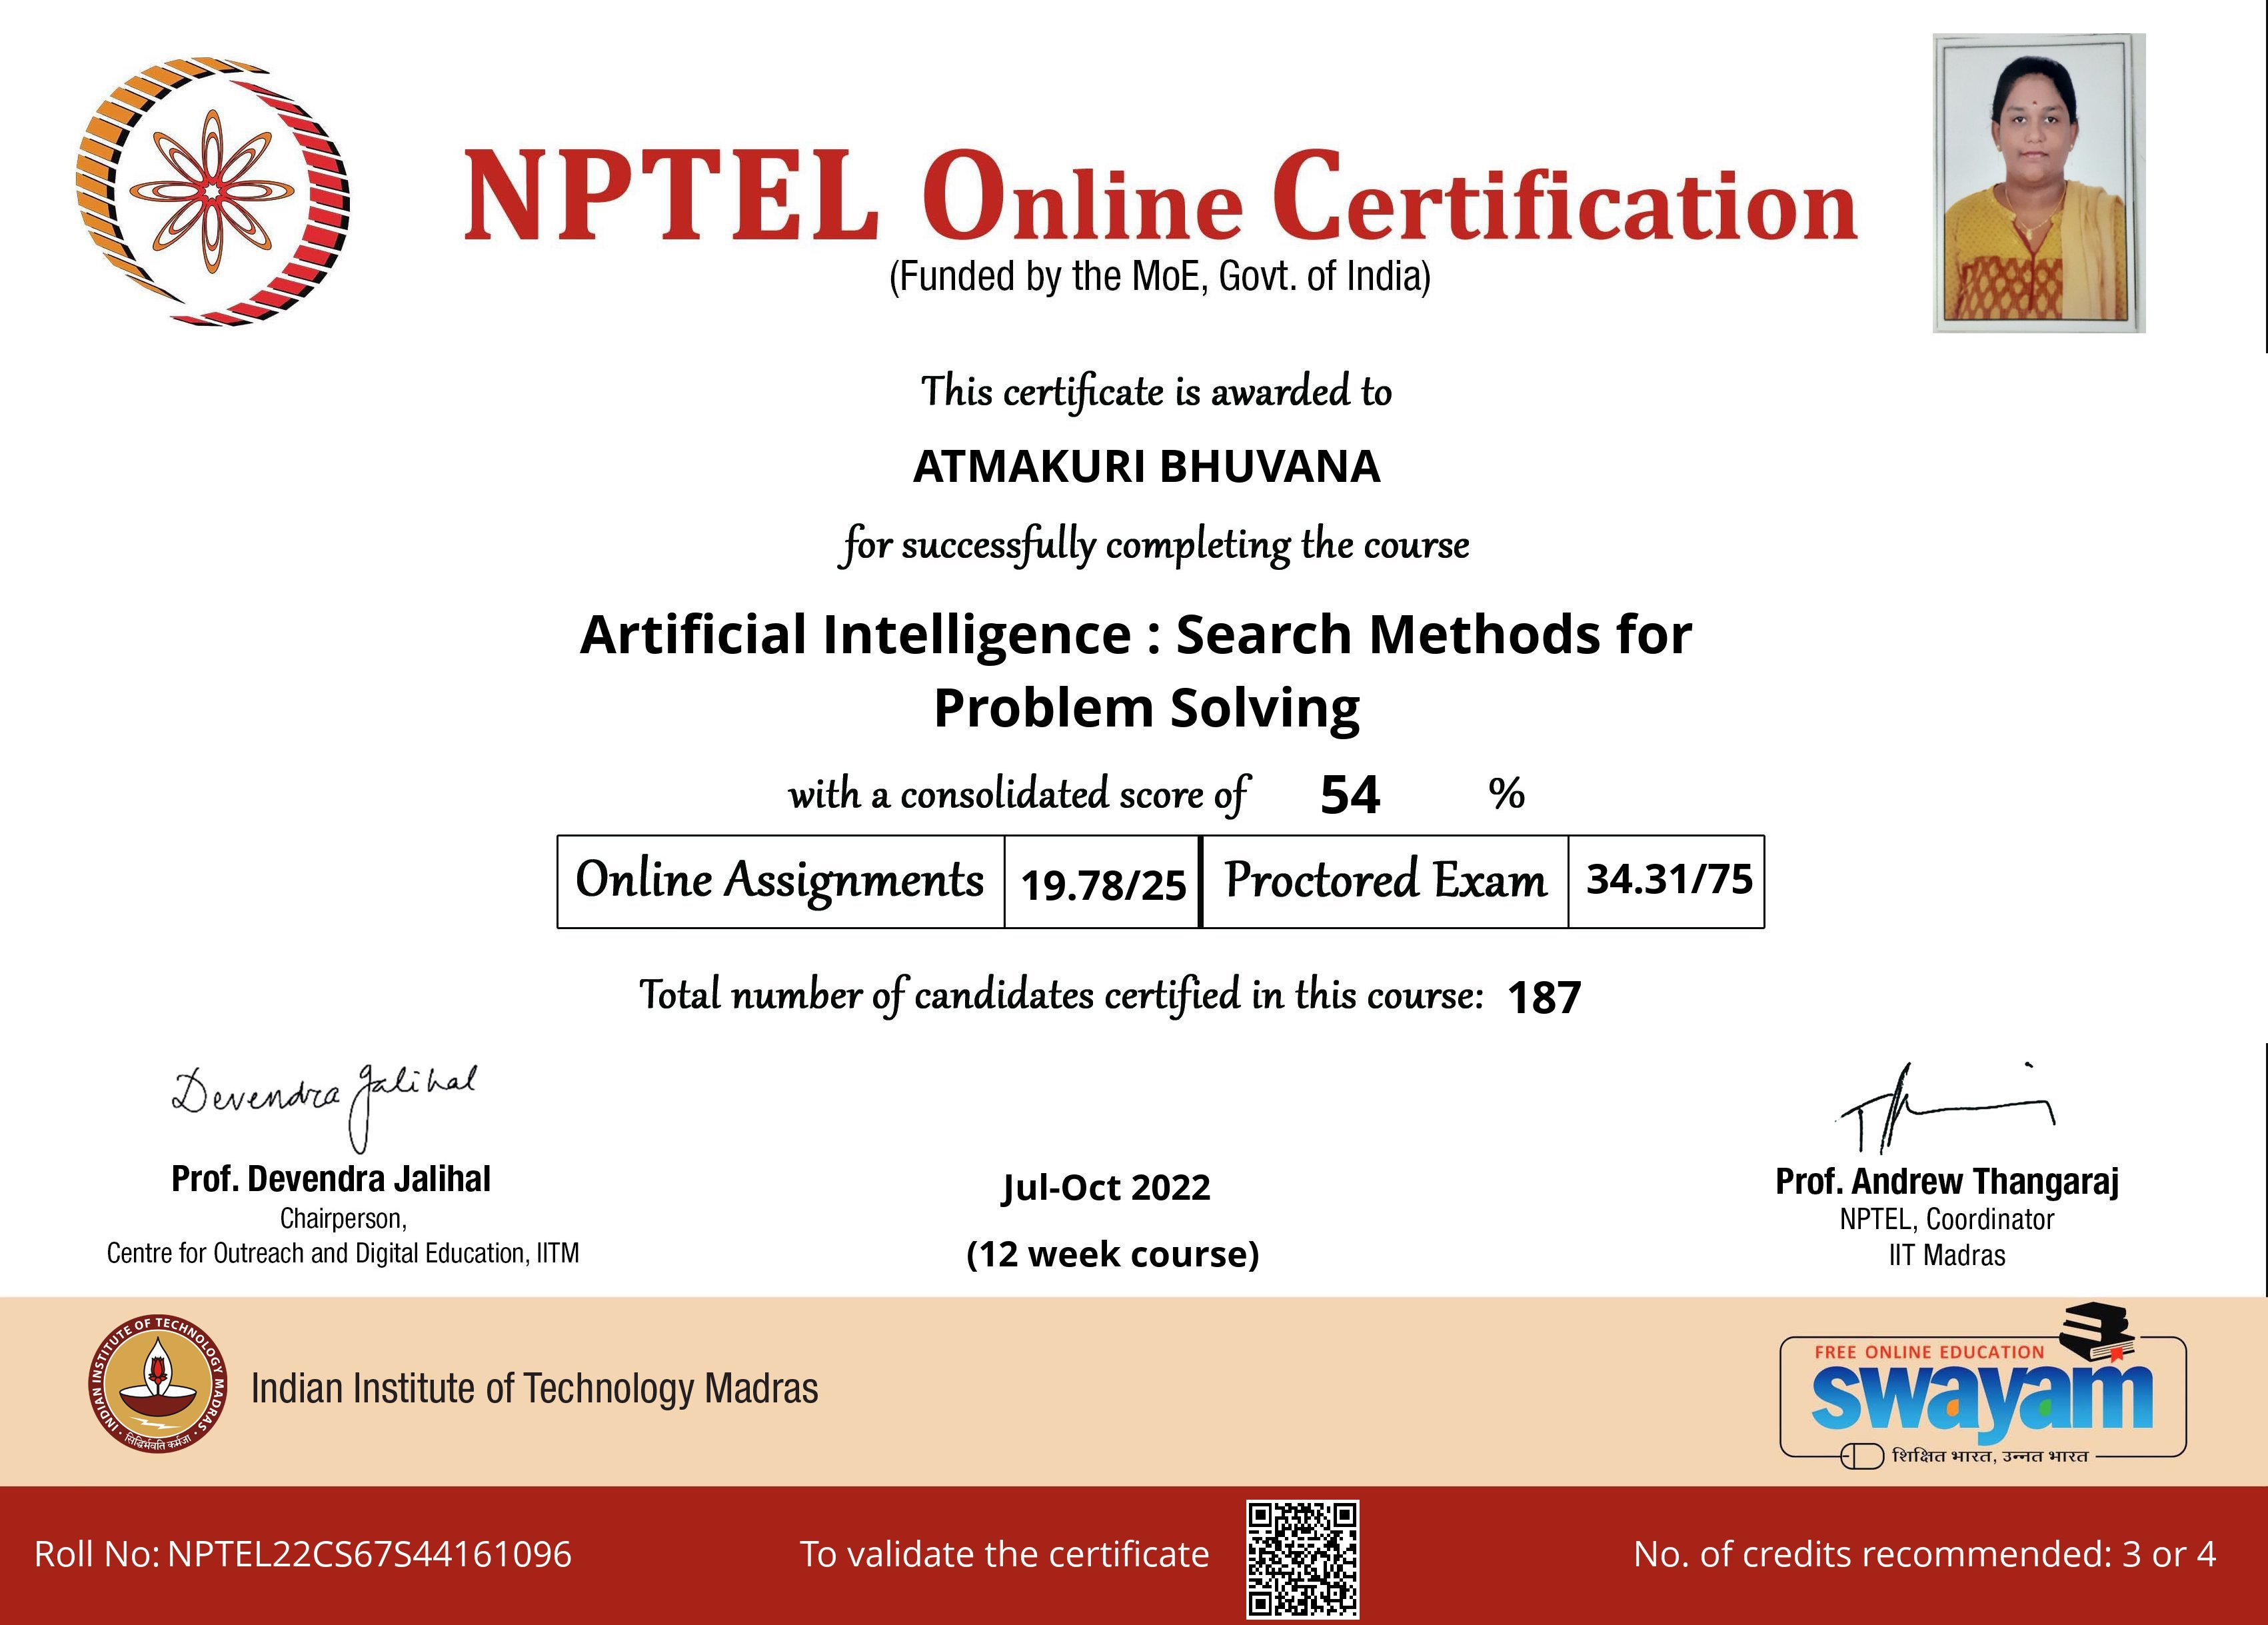 NPTEL Online Certification
(Funded by the MoE, Govt. of India)
This certificate is awarded to
ATMAKURI BHUVANA
for successfully completing the course
Artificial Intelligence : Search Methods for
Problem Solving
with a consolidated score of 54 %
Online Assignments 19.78/25 Proctored Exam 34.31/75
Total number of candidates certified in this course: 187
Devendra Jalihal
Prof. Devendra Jalihal
Chairperson,
Centre for Outreach and Digital Education, IITM
Jul-Oct 2022
(12 week course)
Prof. Andrew Thangaraj
NPTEL, Coordinator
IIT Madras
INDIAN INSTITUTE OF TECHNOLOGY MADRAS
सिद्धिर्भवति कर्मजा
Indian Institute of Technology Madras
FREE ONLINE EDUCATION
swayam
शिक्षित भारत, उन्नत भारत
Roll No: NPTEL22CS67S44161096
To validate the certificate
No. of credits recommended: 3 or 4